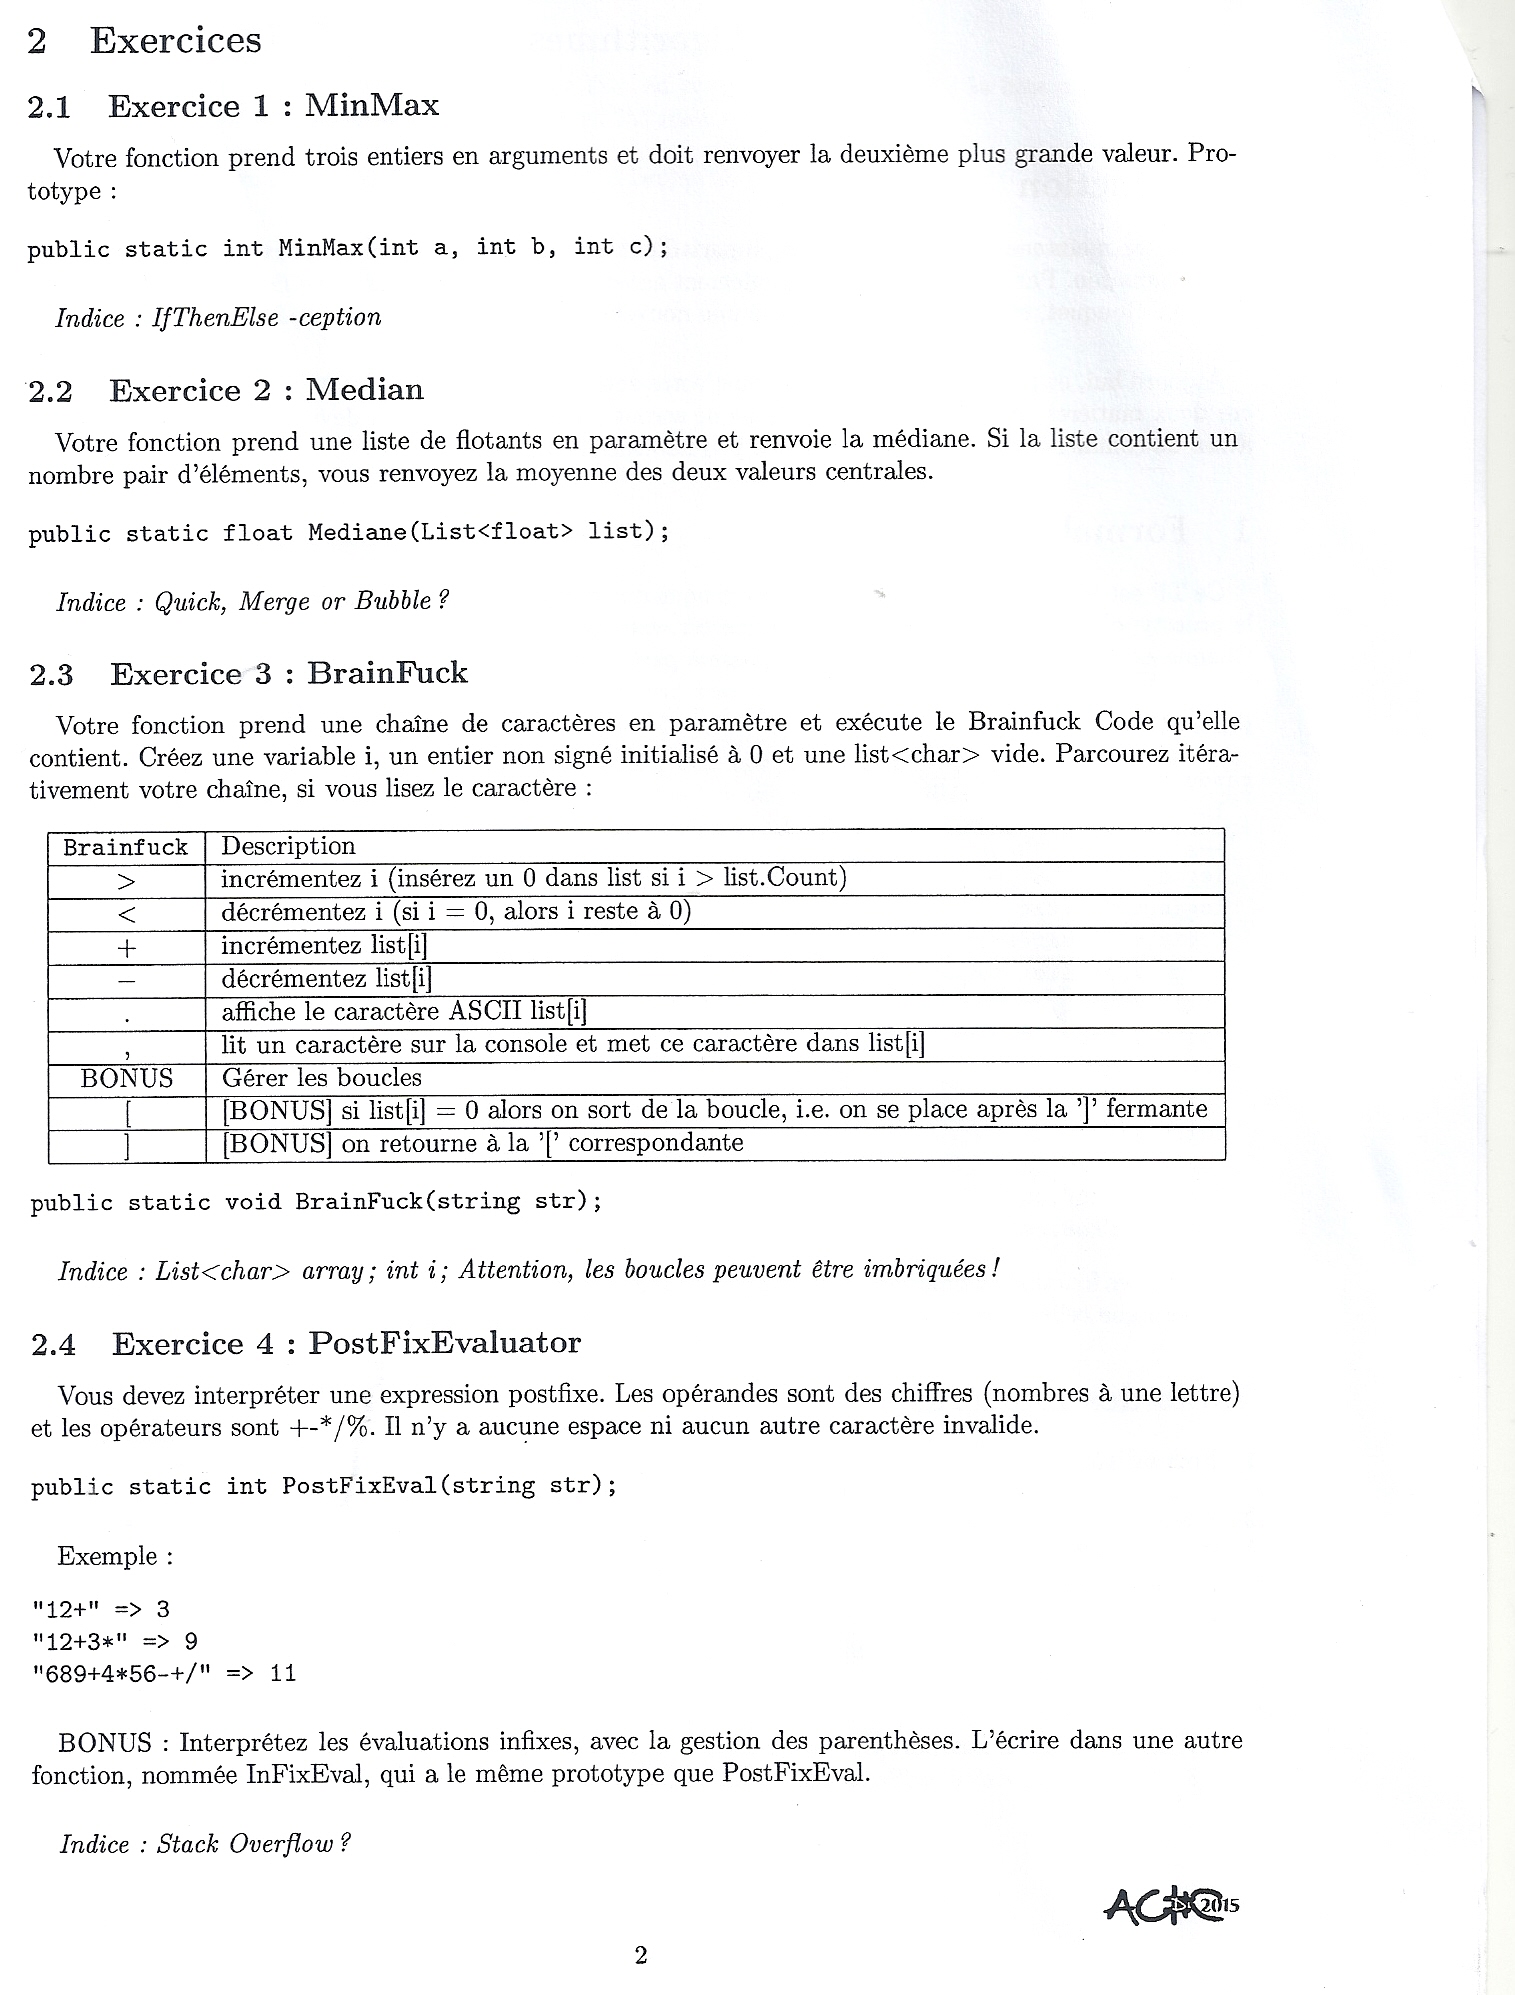 2 Exercices
2.1 Exercice 1 : MinMax
Votre fonction prend trois entiers en arguments et doit renvoyer la deuxième plus grande valeur. Pro-
totype :
public static int MinMax(int a, int b, int c);
Indice : IfThenElse -ception
2.2 Exercice 2 : Median
Votre fonction prend une liste de flotants en paramètre et renvoie la médiane. Si la liste contient un
nombre pair d'éléments, vous renvoyez la moyenne des deux valeurs centrales.
public static float Mediane(List<float> list);
Indice : Quick, Merge or Bubble ?
2.3 Exercice 3 : BrainFuck
Votre fonction prend une chaîne de caractères en paramètre et exécute le Brainfuck Code qu'elle
contient. Créez une variable i, un entier non signé initialisé à 0 et une list<char> vide. Parcourez itéra-
tivement votre chaîne, si vous lisez le caractère :
Brainfuck Description
> incrémentez i (insérez un 0 dans list si i > list.Count)
< décrémentez i (si i = 0, alors i reste à 0)
+ incrémentez list[i]
− décrémentez list[i]
. affiche le caractère ASCII list[i]
, lit un caractère sur la console et met ce caractère dans list[i]
BONUS Gérer les boucles
[ [BONUS] si list[i] = 0 alors on sort de la boucle, i.e. on se place après la ']' fermante
] [BONUS] on retourne à la '[' correspondante
public static void BrainFuck(string str);
Indice : List<char> array ; int i ; Attention, les boucles peuvent être imbriquées !
2.4 Exercice 4 : PostFixEvaluator
Vous devez interpréter une expression postfixe. Les opérandes sont des chiffres (nombres à une lettre)
et les opérateurs sont +-*/%. Il n'y a aucune espace ni aucun autre caractère invalide.
public static int PostFixEval(string str);
Exemple :
"12+" => 3
"12+3*" => 9
"689+4*56-+/" => 11
BONUS : Interprétez les évaluations infixes, avec la gestion des parenthèses. L'écrire dans une autre
fonction, nommée InFixEval, qui a le même prototype que PostFixEval.
Indice : Stack Overflow ?
2015
2